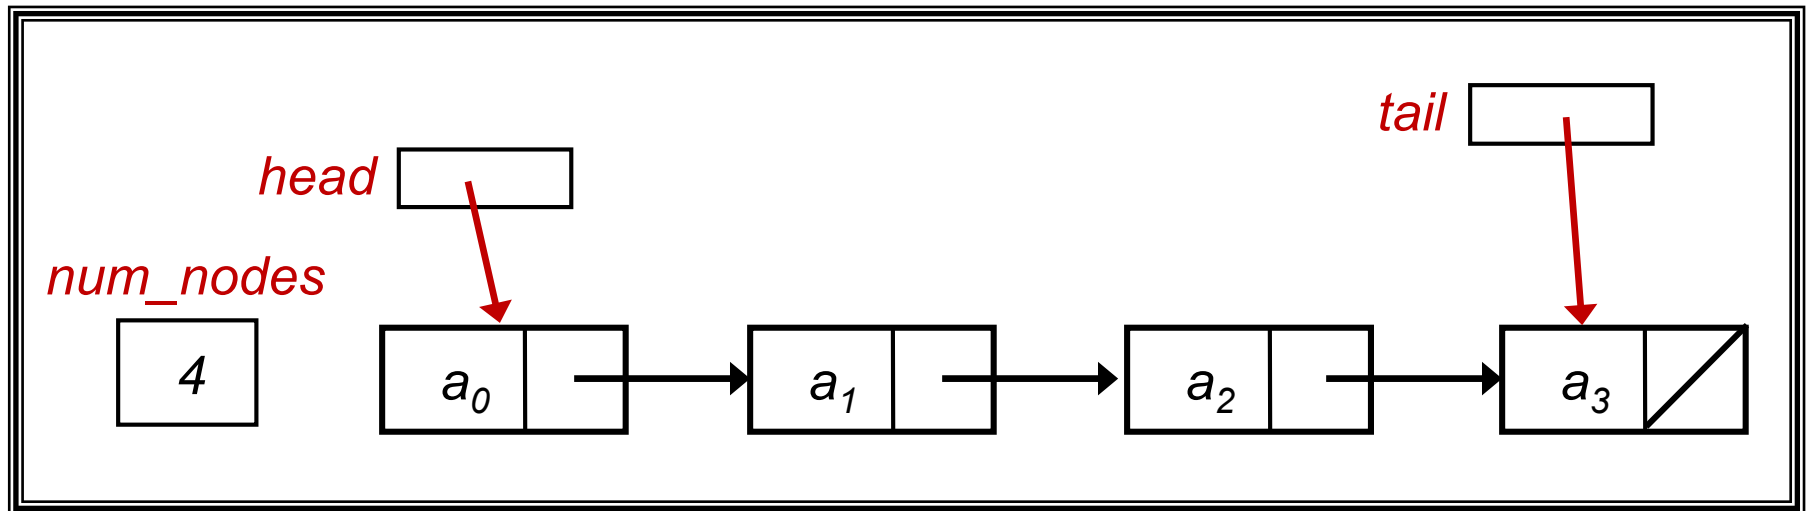 tail
head
num_nodes
4
a₀
a₁
a₂
a₃